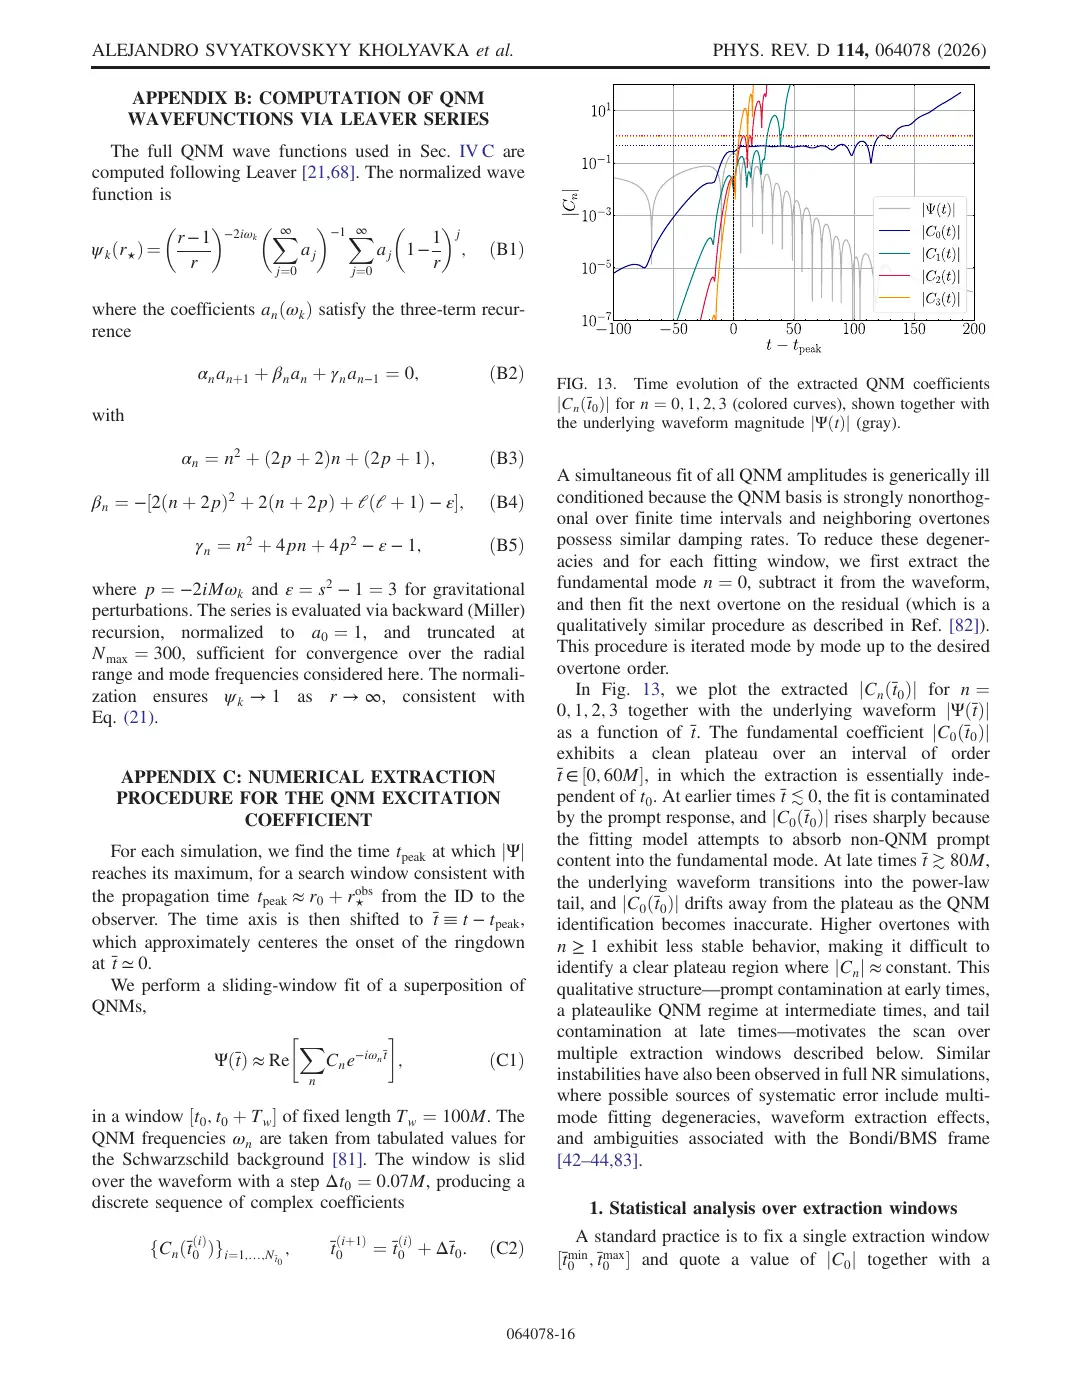 ALEJANDRO SVYATKOVSKYY KHOLYAVKA et al.
PHYS. REV. D 114, 064078 (2026)
APPENDIX B: COMPUTATION OF QNM
WAVEFUNCTIONS VIA LEAVER SERIES
The full QNM wave functions used in Sec. IV C are
computed following Leaver [21,68]. The normalized wave
function is
ψ_k(r_⋆) = ((r−1)/r)^{−2iω_k} (∑_{j=0}^∞ a_j)^{−1} ∑_{j=0}^∞ a_j (1−1/r)^j, (B1)
where the coefficients a_n(ω_k) satisfy the three-term recur-
rence
α_n a_{n+1} + β_n a_n + γ_n a_{n−1} = 0, (B2)
with
α_n = n² + (2p + 2)n + (2p + 1), (B3)
β_n = −[2(n + 2p)² + 2(n + 2p) + ℓ(ℓ + 1) − ε], (B4)
γ_n = n² + 4pn + 4p² − ε − 1, (B5)
where p = −2iMω_k and ε = s² − 1 = 3 for gravitational
perturbations. The series is evaluated via backward (Miller)
recursion, normalized to a_0 = 1, and truncated at
N_max = 300, sufficient for convergence over the radial
range and mode frequencies considered here. The normali-
zation ensures ψ_k → 1 as r → ∞, consistent with
Eq. (21).
APPENDIX C: NUMERICAL EXTRACTION
PROCEDURE FOR THE QNM EXCITATION
COEFFICIENT
For each simulation, we find the time t_peak at which |Ψ|
reaches its maximum, for a search window consistent with
the propagation time t_peak ≈ r_0 + r_⋆^obs from the ID to the
observer. The time axis is then shifted to t̄ ≡ t − t_peak,
which approximately centeres the onset of the ringdown
at t̄ ≃ 0.
We perform a sliding-window fit of a superposition of
QNMs,
Ψ(t̄) ≈ Re[∑_n C_n e^{−iω_n t̄}], (C1)
in a window [t_0, t_0 + T_w] of fixed length T_w = 100M. The
QNM frequencies ω_n are taken from tabulated values for
the Schwarzschild background [81]. The window is slid
over the waveform with a step Δt_0 = 0.07M, producing a
discrete sequence of complex coefficients
{C_n(t̄_0^{(i)})}_{i=1,…,N_{t̄_0}}, t̄_0^{(i+1)} = t̄_0^{(i)} + Δt̄_0. (C2)
|C_n|
10^1
10^{−1}
10^{−3}
10^{−5}
10^{−7}
−100 −50 0 50 100 150 200
t − t_peak
|Ψ(t)|
|C_0(t)|
|C_1(t)|
|C_2(t)|
|C_3(t)|
FIG. 13. Time evolution of the extracted QNM coefficients
|C_n(t̄_0)| for n = 0, 1, 2, 3 (colored curves), shown together with
the underlying waveform magnitude |Ψ(t)| (gray).
A simultaneous fit of all QNM amplitudes is generically ill
conditioned because the QNM basis is strongly nonorthog-
onal over finite time intervals and neighboring overtones
possess similar damping rates. To reduce these degener-
acies and for each fitting window, we first extract the
fundamental mode n = 0, subtract it from the waveform,
and then fit the next overtone on the residual (which is a
qualitatively similar procedure as described in Ref. [82]).
This procedure is iterated mode by mode up to the desired
overtone order.
In Fig. 13, we plot the extracted |C_n(t̄_0)| for n =
0, 1, 2, 3 together with the underlying waveform |Ψ(t̄)|
as a function of t̄. The fundamental coefficient |C_0(t̄_0)|
exhibits a clean plateau over an interval of order
t̄ ∈ [0, 60M], in which the extraction is essentially inde-
pendent of t_0. At earlier times t̄ ≲ 0, the fit is contaminated
by the prompt response, and |C_0(t̄_0)| rises sharply because
the fitting model attempts to absorb non-QNM prompt
content into the fundamental mode. At late times t̄ ≳ 80M,
the underlying waveform transitions into the power-law
tail, and |C_0(t̄_0)| drifts away from the plateau as the QNM
identification becomes inaccurate. Higher overtones with
n ≥ 1 exhibit less stable behavior, making it difficult to
identify a clear plateau region where |C_n| ≈ constant. This
qualitative structure—prompt contamination at early times,
a plateaulike QNM regime at intermediate times, and tail
contamination at late times—motivates the scan over
multiple extraction windows described below. Similar
instabilities have also been observed in full NR simulations,
where possible sources of systematic error include multi-
mode fitting degeneracies, waveform extraction effects,
and ambiguities associated with the Bondi/BMS frame
[42–44,83].
1. Statistical analysis over extraction windows
A standard practice is to fix a single extraction window
[t̄_0^min, t̄_0^max] and quote a value of |C_0| together with a
064078-16